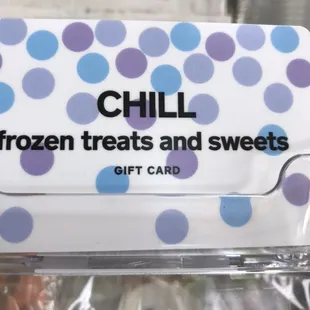 CHILL
frozen treats and sweets
GIFT CARD